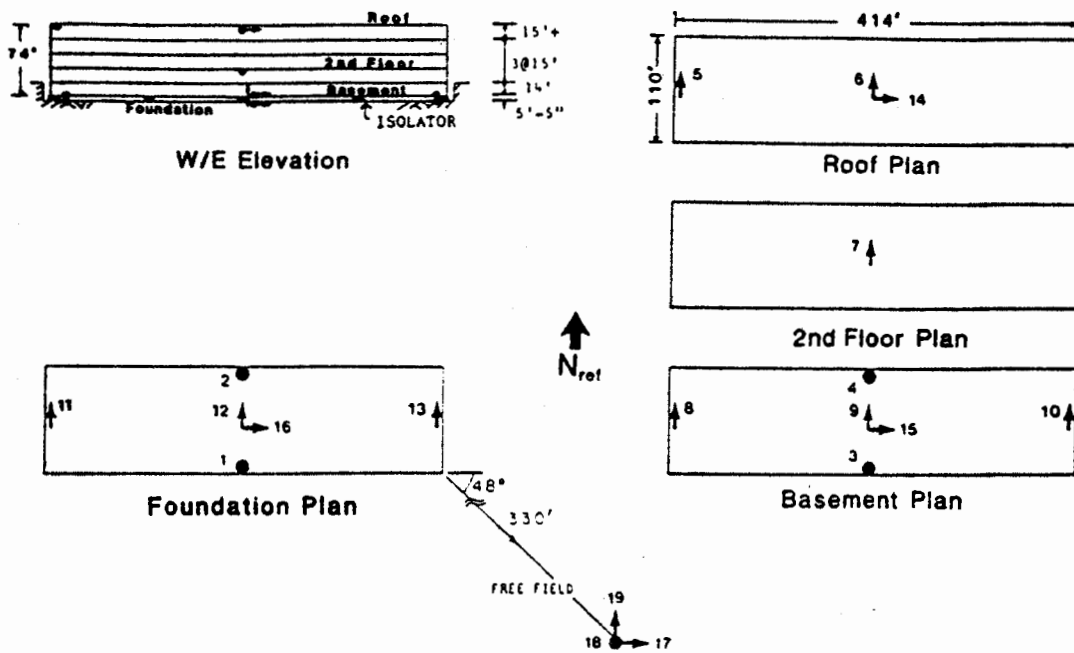 Roof
15'+
74'
3@15'
2nd Floor
Basement
14'
Foundation
5'-5"
ISOLATOR
W/E Elevation
414'
110'
5
6
14
Roof Plan
7
2nd Floor Plan
N ref
2
11
12
13
16
1
Foundation Plan
4
8
9
10
15
3
Basement Plan
48°
330'
FREE FIELD
19
18
17